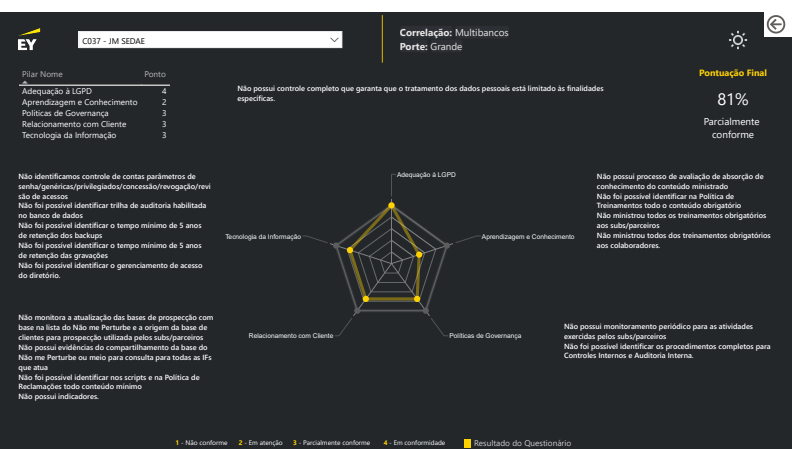 EY
C037 - JM SEDAE
Correlação: Multibancos
Porte: Grande
Pilar Nome Ponto
Adequação à LGPD 4
Aprendizagem e Conhecimento 2
Políticas de Governança 3
Relacionamento com Cliente 3
Tecnologia da Informação 3
Não possui controle completo que garanta que o tratamento dos dados pessoais está limitado às finalidades
específicas.
Pontuação Final
81%
Parcialmente
conforme
Não identificamos controle de contas parâmetros de
senha/genéricas/privilegiados/concessão/revogação/revi
são de acessos
Não foi possível identificar trilha de auditoria habilitada
no banco de dados
Não foi possível identificar o tempo mínimo de 5 anos
de retenção dos backups
Não foi possível identificar o tempo mínimo de 5 anos
de retenção das gravações
Não foi possível identificar o gerenciamento de acesso
do diretório.
Adequação à LGPD
Tecnologia da Informação
Aprendizagem e Conhecimento
Relacionamento com Cliente
Políticas de Governança
Não possui processo de avaliação de absorção de
conhecimento do conteúdo ministrado
Não foi possível identificar na Política de
Treinamentos todo o conteúdo obrigatório
Não ministrou todos os treinamentos obrigatórios
aos subs/parceiros
Não ministrou todos dos treinamentos obrigatórios
aos colaboradores.
Não monitora a atualização das bases de prospecção com
base na lista do Não me Perturbe e a origem da base de
clientes para prospecção utilizada pelos subs/parceiros
Não possui evidências do compartilhamento da base do
Não me Perturbe ou meio para consulta para todas as IFs
que atua
Não foi possível identificar nos scripts e na Política de
Reclamações todo conteúdo mínimo
Não possui indicadores.
Não possui monitoramento periódico para as atividades
exercidas pelos subs/parceiros
Não foi possível identificar os procedimentos completos para
Controles Internos e Auditoria Interna.
1 - Não conforme 2 - Em atenção 3 - Parcialmente conforme 4 - Em conformidade Resultado do Questionário